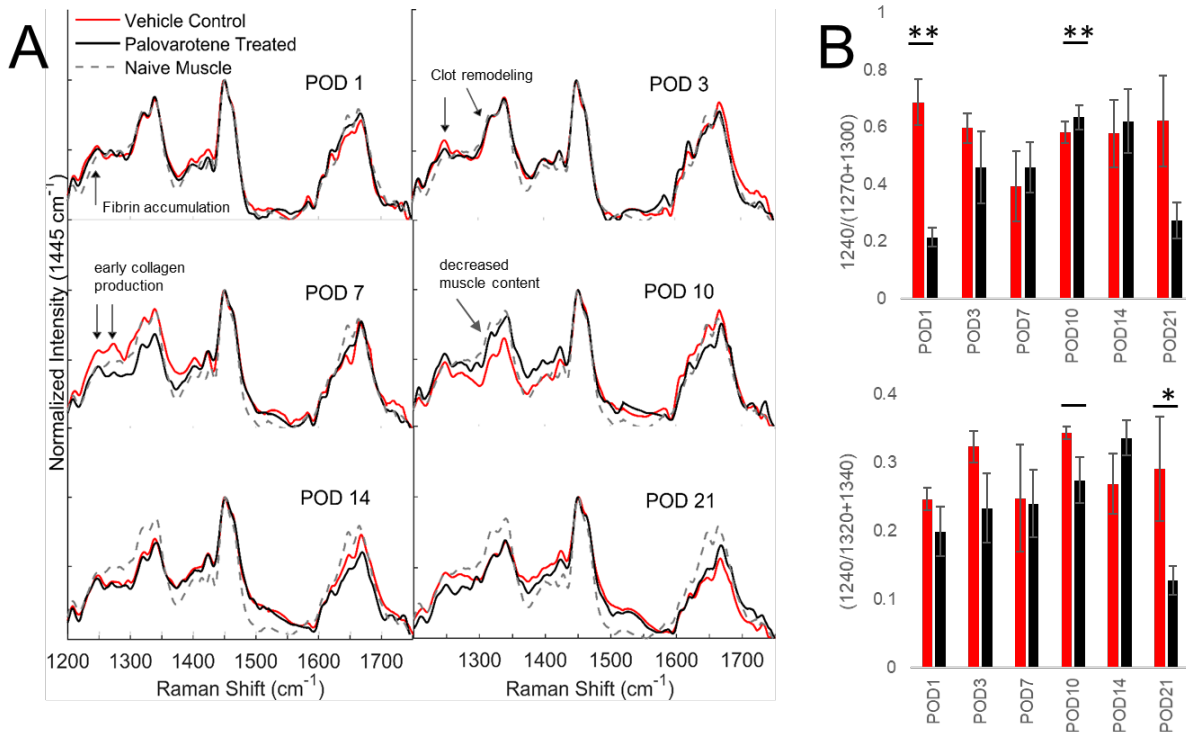 A
Vehicle Control
Palovarotene Treated
Naive Muscle
POD 1
Fibrin accumulation
Clot remodeling
POD 3
early collagen
production
POD 7
decreased
muscle content
POD 10
POD 14
POD 21
Normalized Intensity (1445 cm-1)
1200 1300 1400 1500 1600 1700
1300 1400 1500 1600 1700
Raman Shift (cm-1)
Raman Shift (cm-1)
B
1240/(1270+1300)
1
0.8
0.6
0.4
0.2
0
**
**
POD1
POD3
POD7
POD10
POD14
POD21
(1240/1320+1340)
0.4
0.3
0.2
0.1
0
*
POD1
POD3
POD7
POD10
POD14
POD21